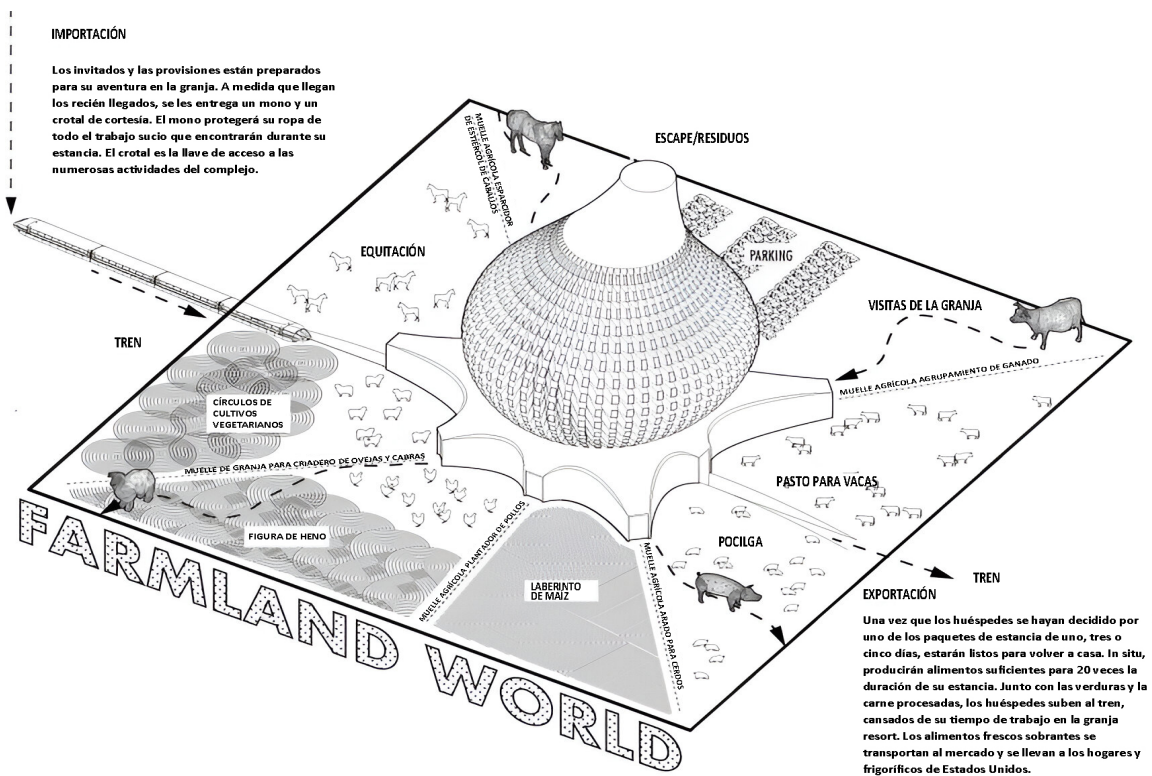 IMPORTACIÓN
Los invitados y las provisiones están preparados
para su aventura en la granja. A medida que llegan
los recién llegados, se les entrega un mono y un
crotal de cortesía. El mono protegerá su ropa de
todo el trabajo sucio que encontrarán durante su
estancia. El crotal es la llave de acceso a las
numerosas actividades del complejo.
MUELLE AGRÍCOLA ESPARCIDOR
DE ESTIÉRCOL DE CABALLOS
ESCAPE/RESIDUOS
EQUITACIÓN
PARKING
VISITAS DE LA GRANJA
TREN
MUELLE AGRÍCOLA AGRUPAMIENTO DE GANADO
CÍRCULOS DE
CULTIVOS
VEGETARIANOS
MUELLE DE GRANJA PARA CRIADERO DE OVEJAS Y CABRAS
PASTO PARA VACAS
FIGURA DE HENO
MUELLE AGRÍCOLA PLANTADOR DE POLLOS
LABERINTO
DE MAÍZ
POCILGA
MUELLE AGRÍCOLA ARADO PARA CERDOS
FARMLAND WORLD
TREN
EXPORTACIÓN
Una vez que los huéspedes se hayan decidido por
uno de los paquetes de estancia de uno, tres o
cinco días, estarán listos para volver a casa. In situ,
producirán alimentos suficientes para 20 veces la
duración de su estancia. Junto con las verduras y la
carne procesadas, los huéspedes suben al tren,
cansados de su tiempo de trabajo en la granja
resort. Los alimentos frescos sobrantes se
transportan al mercado y se llevan a los hogares y
frigoríficos de Estados Unidos.